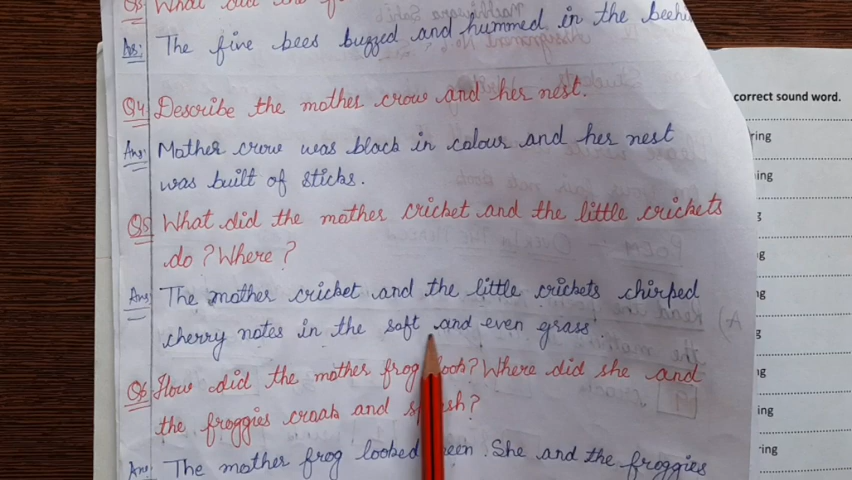 Q3
Ans: The five bees buzzed and hummed in the
Q4 Describe the mother crow and her nest.
Ans: Mother crow was black in colour and her nest
was built of sticks.
Q5 What did the mother cricket and the little crickets
do? Where?
Ans: The mother cricket and the little crickets chirped
cherry notes in the soft and even grass.
Q6 How did the mother frog look? Where did she and
the froggies croak and
Ans: The mother frog looked She and the froggies
correct sound word.
ring
ing
g
g
ng
g
ng
ing
ring